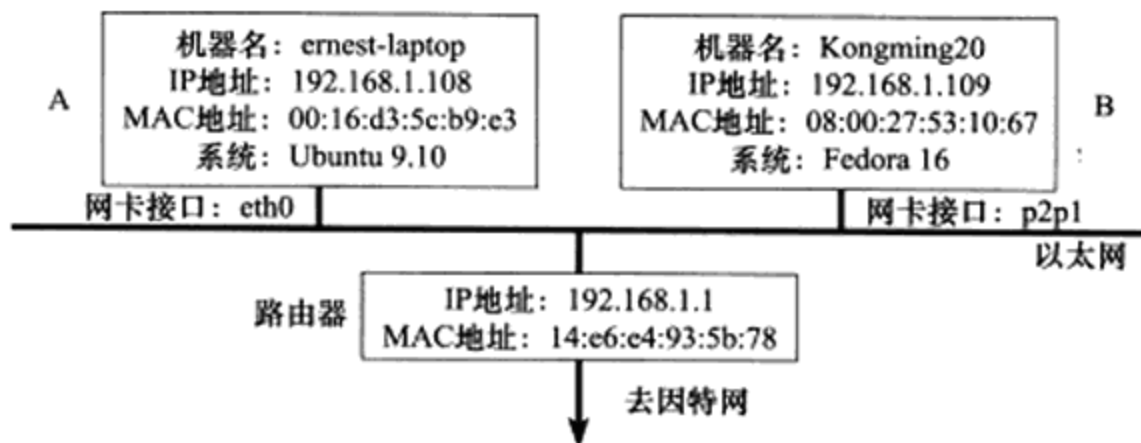 机器名：ernest-laptop
IP地址：192.168.1.108
MAC地址：00:16:d3:5c:b9:e3
系统：Ubuntu 9.10
A
网卡接口：eth0
机器名：Kongming20
IP地址：192.168.1.109
MAC地址：08:00:27:53:10:67
系统：Fedora 16
B
网卡接口：p2p1
以太网
路由器
IP地址：192.168.1.1
MAC地址：14:e6:e4:93:5b:78
去因特网